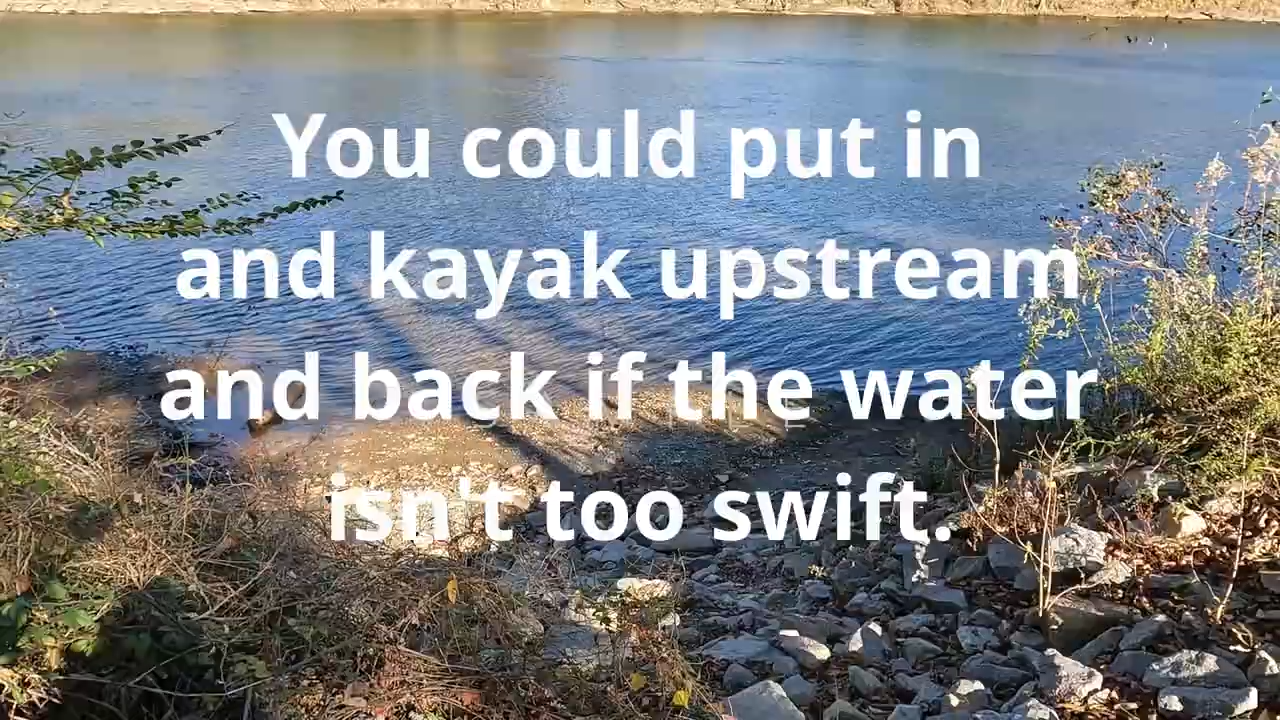 You could put in
and kayak upstream
and back if the water
isn't too swift.